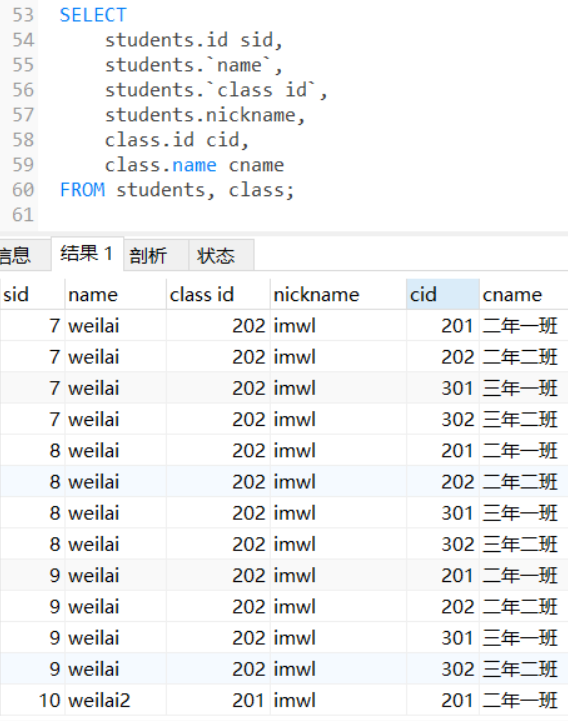 53 SELECT
54 students.id sid,
55 students.`name`,
56 students.`class id`,
57 students.nickname,
58 class.id cid,
59 class.name cname
60 FROM students, class;
61
信息 结果 1 剖析 状态
sid name class id nickname cid cname
7 weilai 202 imwl 201 二年一班
7 weilai 202 imwl 202 二年二班
7 weilai 202 imwl 301 三年一班
7 weilai 202 imwl 302 三年二班
8 weilai 202 imwl 201 二年一班
8 weilai 202 imwl 202 二年二班
8 weilai 202 imwl 301 三年一班
8 weilai 202 imwl 302 三年二班
9 weilai 202 imwl 201 二年一班
9 weilai 202 imwl 202 二年二班
9 weilai 202 imwl 301 三年一班
9 weilai 202 imwl 302 三年二班
10 weilai2 201 imwl 201 二年一班